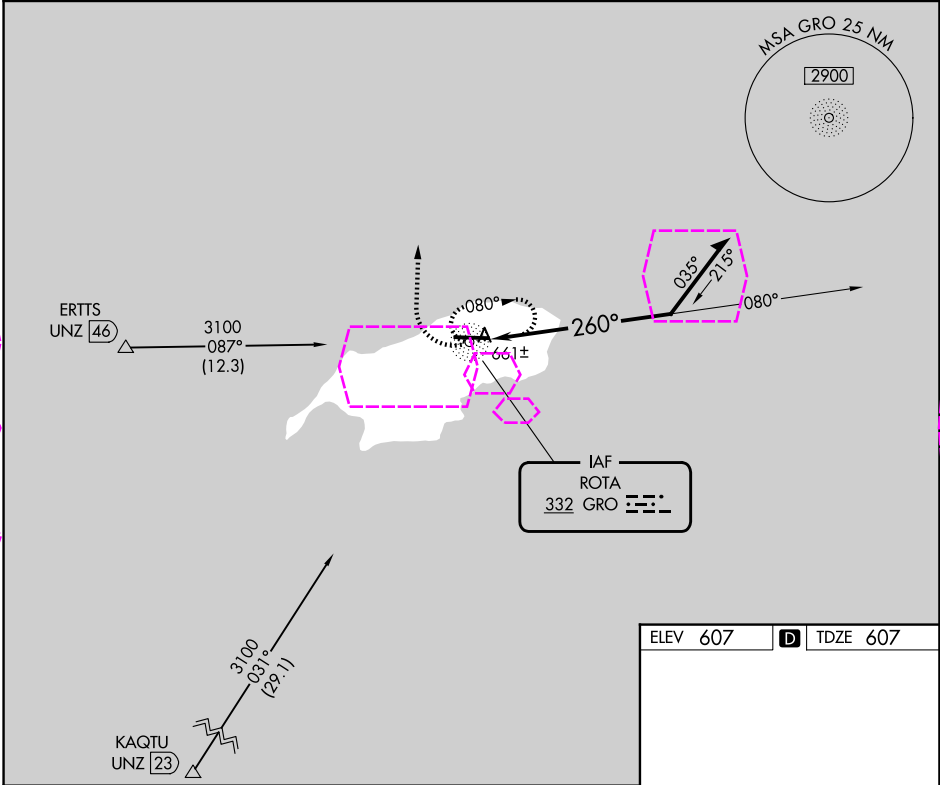 MSA GRO 25 NM
2900
035°
215°
080°
260°
080°
661±
ERTTS
UNZ 46
3100
087°
(12.3)
IAF
ROTA
332 GRO
3100
031°
(29.1)
KAQTU
UNZ 23
ELEV 607 D TDZE 607